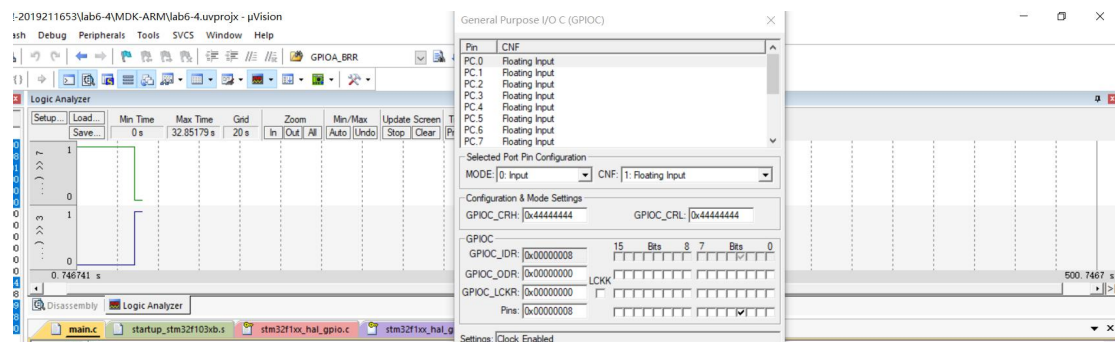 2-2019211653\lab6-4\MDK-ARM\lab6-4.uvprojx - µVision
ash Debug Peripherals Tools SVCS Window Help
GPIOA_BRR
Logic Analyzer
Setup... Load... Min Time Max Time Grid Zoom Min/Max Update Screen T
Save... 0 s 32.85179 s 20 s In Out All Auto Undo Stop Clear Pr
1
0
1
0
0.746741 s 500.7467 s
Disassembly Logic Analyzer
main.c startup_stm32f103xb.s stm32f1xx_hal_gpio.c stm32f1xx_hal_g
General Purpose I/O C (GPIOC)
Pin CNF
PC.0 Floating Input
PC.1 Floating Input
PC.2 Floating Input
PC.3 Floating Input
PC.4 Floating Input
PC.5 Floating Input
PC.6 Floating Input
PC.7 Floating Input
Selected Port Pin Configuration
MODE: 0: Input CNF: 1: Floating Input
Configuration & Mode Settings
GPIOC_CRH: 0x44444444 GPIOC_CRL: 0x44444444
GPIOC
15 Bits 8 7 Bits 0
GPIOC_IDR: 0x00000008
GPIOC_ODR: 0x00000000
LCKK
GPIOC_LCKR: 0x00000000
Pins: 0x00000008
Settings: Clock Enabled